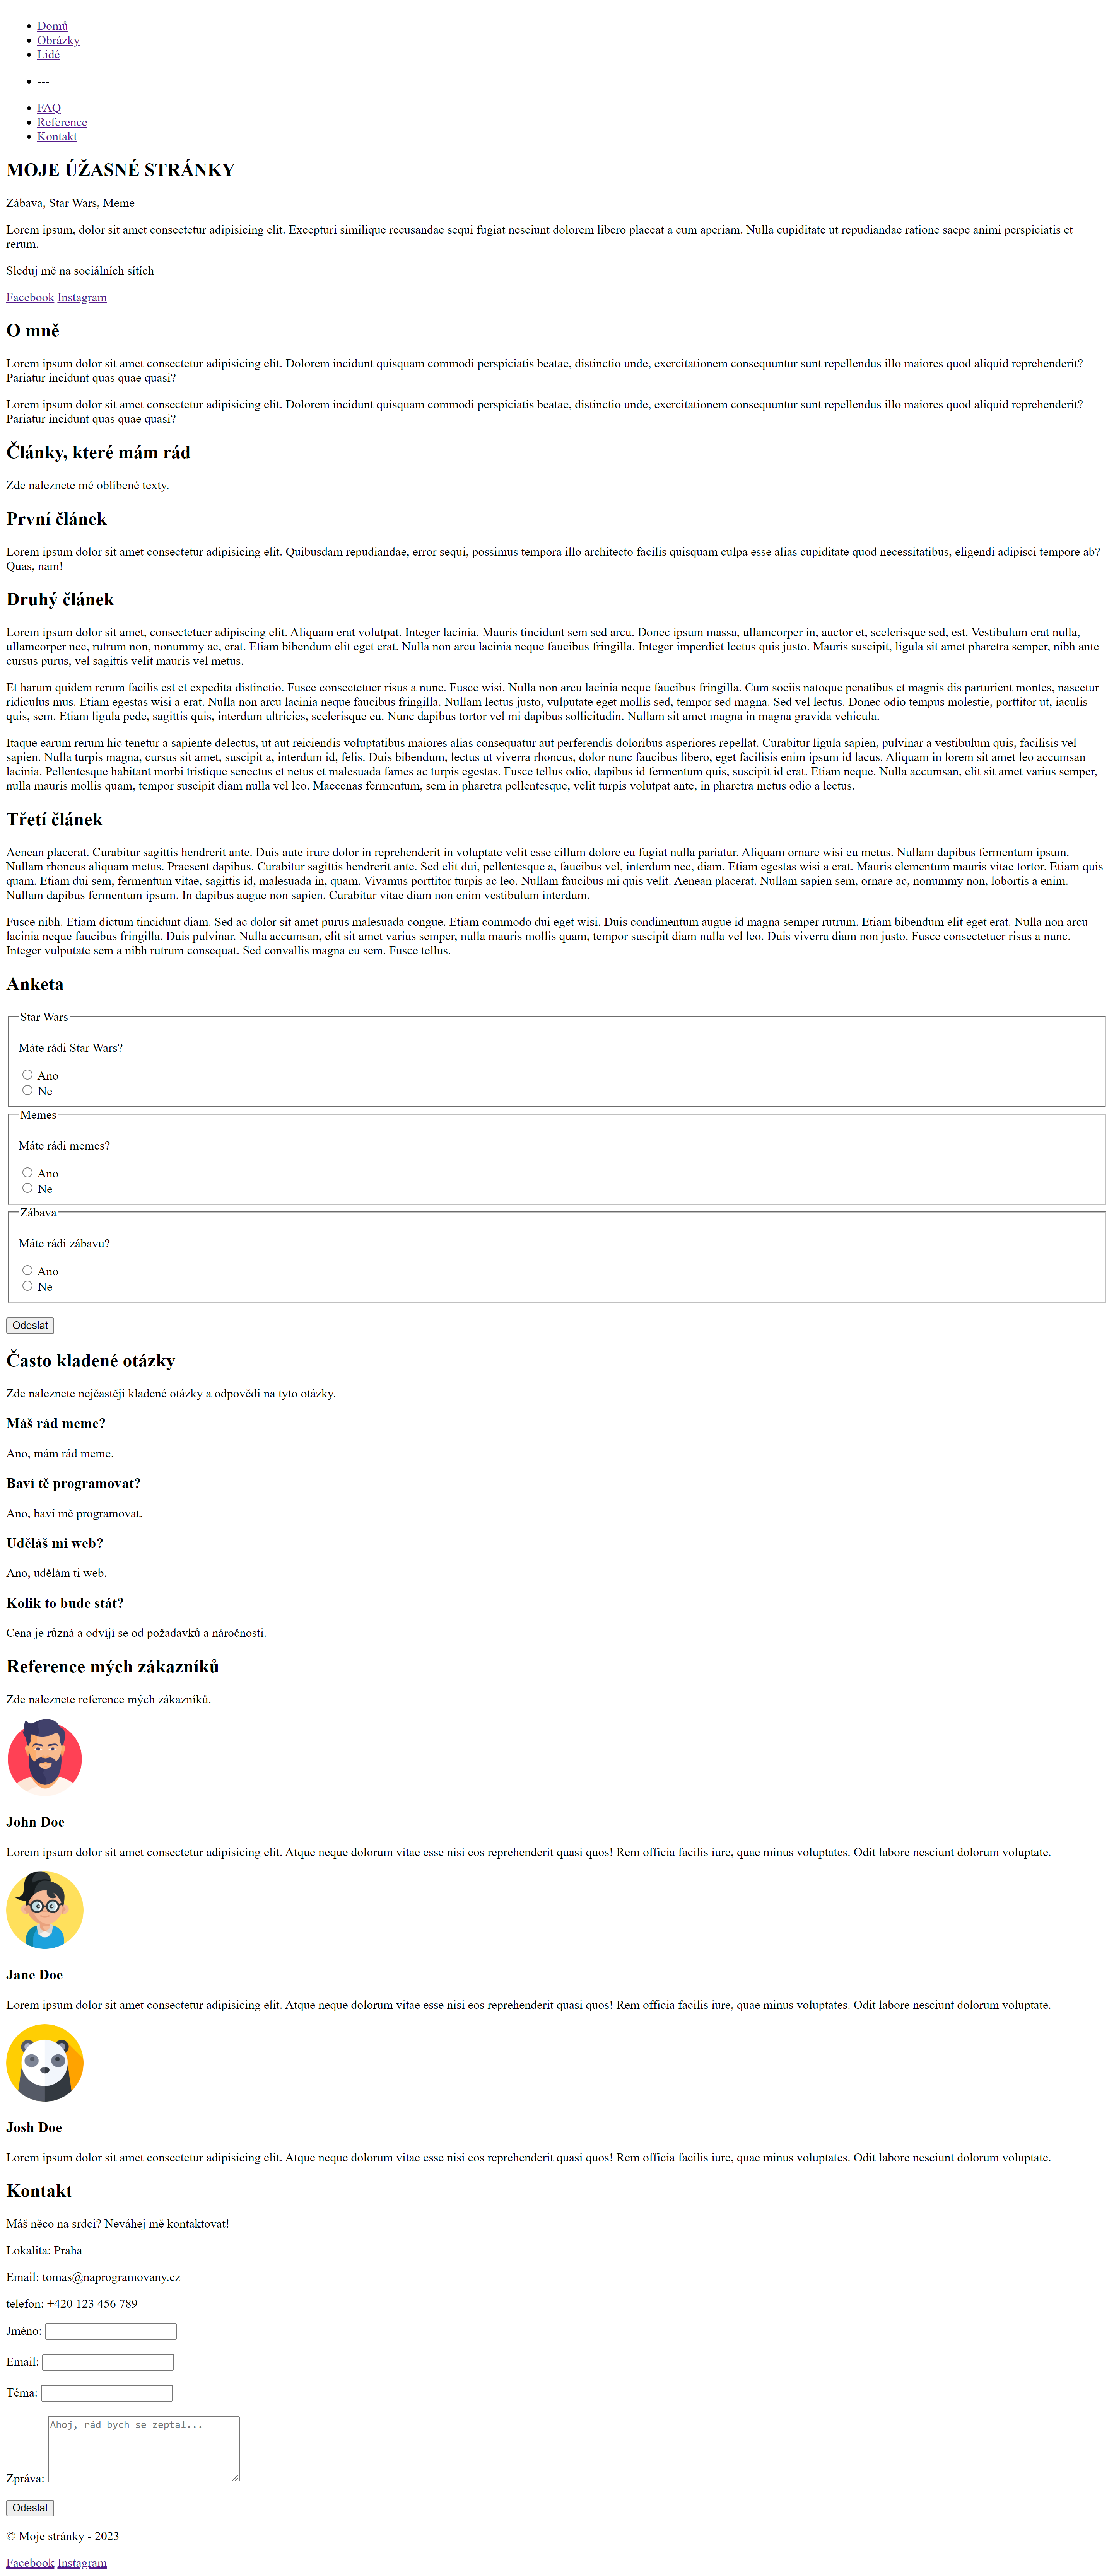 Domů
Obrázky
Lidé
---
FAQ
Reference
Kontakt
MOJE ÚŽASNÉ STRÁNKY
Zábava, Star Wars, Meme
Lorem ipsum, dolor sit amet consectetur adipisicing elit. Excepturi similique recusandae sequi fugiat nesciunt dolorem libero placeat a cum aperiam. Nulla cupiditate ut repudiandae ratione saepe animi perspiciatis et
rerum.
Sleduj mě na sociálních sítích
Facebook Instagram
O mně
Lorem ipsum dolor sit amet consectetur adipisicing elit. Dolorem incidunt quisquam commodi perspiciatis beatae, distinctio unde, exercitationem consequuntur sunt repellendus illo maiores quod aliquid reprehenderit?
Pariatur incidunt quas quae quasi?
Lorem ipsum dolor sit amet consectetur adipisicing elit. Dolorem incidunt quisquam commodi perspiciatis beatae, distinctio unde, exercitationem consequuntur sunt repellendus illo maiores quod aliquid reprehenderit?
Pariatur incidunt quas quae quasi?
Články, které mám rád
Zde naleznete mé oblíbené texty.
První článek
Lorem ipsum dolor sit amet consectetur adipisicing elit. Quibusdam repudiandae, error sequi, possimus tempora illo architecto facilis quisquam culpa esse alias cupiditate quod necessitatibus, eligendi adipisci tempore ab?
Quas, nam!
Druhý článek
Lorem ipsum dolor sit amet, consectetuer adipiscing elit. Aliquam erat volutpat. Integer lacinia. Mauris tincidunt sem sed arcu. Donec ipsum massa, ullamcorper in, auctor et, scelerisque sed, est. Vestibulum erat nulla,
ullamcorper nec, rutrum non, nonummy ac, erat. Etiam bibendum elit eget erat. Nulla non arcu lacinia neque faucibus fringilla. Integer imperdiet lectus quis justo. Mauris suscipit, ligula sit amet pharetra semper, nibh ante
cursus purus, vel sagittis velit mauris vel metus.
Et harum quidem rerum facilis est et expedita distinctio. Fusce consectetuer risus a nunc. Fusce wisi. Nulla non arcu lacinia neque faucibus fringilla. Cum sociis natoque penatibus et magnis dis parturient montes, nascetur
ridiculus mus. Etiam egestas wisi a erat. Nulla non arcu lacinia neque faucibus fringilla. Nullam lectus justo, vulputate eget mollis sed, tempor sed magna. Sed vel lectus. Donec odio tempus molestie, porttitor ut, iaculis
quis, sem. Etiam ligula pede, sagittis quis, interdum ultricies, scelerisque eu. Nunc dapibus tortor vel mi dapibus sollicitudin. Nullam sit amet magna in magna gravida vehicula.
Itaque earum rerum hic tenetur a sapiente delectus, ut aut reiciendis voluptatibus maiores alias consequatur aut perferendis doloribus asperiores repellat. Curabitur ligula sapien, pulvinar a vestibulum quis, facilisis vel
sapien. Nulla turpis magna, cursus sit amet, suscipit a, interdum id, felis. Duis bibendum, lectus ut viverra rhoncus, dolor nunc faucibus libero, eget facilisis enim ipsum id lacus. Aliquam in lorem sit amet leo accumsan
lacinia. Pellentesque habitant morbi tristique senectus et netus et malesuada fames ac turpis egestas. Fusce tellus odio, dapibus id fermentum quis, suscipit id erat. Etiam neque. Nulla accumsan, elit sit amet varius semper,
nulla mauris mollis quam, tempor suscipit diam nulla vel leo. Maecenas fermentum, sem in pharetra pellentesque, velit turpis volutpat ante, in pharetra metus odio a lectus.
Třetí článek
Aenean placerat. Curabitur sagittis hendrerit ante. Duis aute irure dolor in reprehenderit in voluptate velit esse cillum dolore eu fugiat nulla pariatur. Aliquam ornare wisi eu metus. Nullam dapibus fermentum ipsum.
Nullam rhoncus aliquam metus. Praesent dapibus. Curabitur sagittis hendrerit ante. Sed elit dui, pellentesque a, faucibus vel, interdum nec, diam. Etiam egestas wisi a erat. Mauris elementum mauris vitae tortor. Etiam quis
quam. Etiam dui sem, fermentum vitae, sagittis id, malesuada in, quam. Vivamus porttitor turpis ac leo. Nullam faucibus mi quis velit. Aenean placerat. Nullam sapien sem, ornare ac, nonummy non, lobortis a enim.
Nullam dapibus fermentum ipsum. In dapibus augue non sapien. Curabitur vitae diam non enim vestibulum interdum.
Fusce nibh. Etiam dictum tincidunt diam. Sed ac dolor sit amet purus malesuada congue. Etiam commodo dui eget wisi. Duis condimentum augue id magna semper rutrum. Etiam bibendum elit eget erat. Nulla non arcu
lacinia neque faucibus fringilla. Duis pulvinar. Nulla accumsan, elit sit amet varius semper, nulla mauris mollis quam, tempor suscipit diam nulla vel leo. Duis viverra diam non justo. Fusce consectetuer risus a nunc.
Integer vulputate sem a nibh rutrum consequat. Sed convallis magna eu sem. Fusce tellus.
Anketa
Star Wars
Máte rádi Star Wars?
Ano
Ne
Memes
Máte rádi memes?
Ano
Ne
Zábava
Máte rádi zábavu?
Ano
Ne
Odeslat
Často kladené otázky
Zde naleznete nejčastěji kladené otázky a odpovědi na tyto otázky.
Máš rád meme?
Ano, mám rád meme.
Baví tě programovat?
Ano, baví mě programovat.
Uděláš mi web?
Ano, udělám ti web.
Kolik to bude stát?
Cena je různá a odvíjí se od požadavků a náročnosti.
Reference mých zákazníků
Zde naleznete reference mých zákazníků.
John Doe
Lorem ipsum dolor sit amet consectetur adipisicing elit. Atque neque dolorum vitae esse nisi eos reprehenderit quasi quos! Rem officia facilis iure, quae minus voluptates. Odit labore nesciunt dolorum voluptate.
Jane Doe
Lorem ipsum dolor sit amet consectetur adipisicing elit. Atque neque dolorum vitae esse nisi eos reprehenderit quasi quos! Rem officia facilis iure, quae minus voluptates. Odit labore nesciunt dolorum voluptate.
Josh Doe
Lorem ipsum dolor sit amet consectetur adipisicing elit. Atque neque dolorum vitae esse nisi eos reprehenderit quasi quos! Rem officia facilis iure, quae minus voluptates. Odit labore nesciunt dolorum voluptate.
Kontakt
Máš něco na srdci? Neváhej mě kontaktovat!
Lokalita: Praha
Email: tomas@naprogramovany.cz
telefon: +420 123 456 789
Jméno:
Email:
Téma:
Ahoj, rád bych se zeptal...
Zpráva:
Odeslat
© Moje stránky - 2023
Facebook Instagram